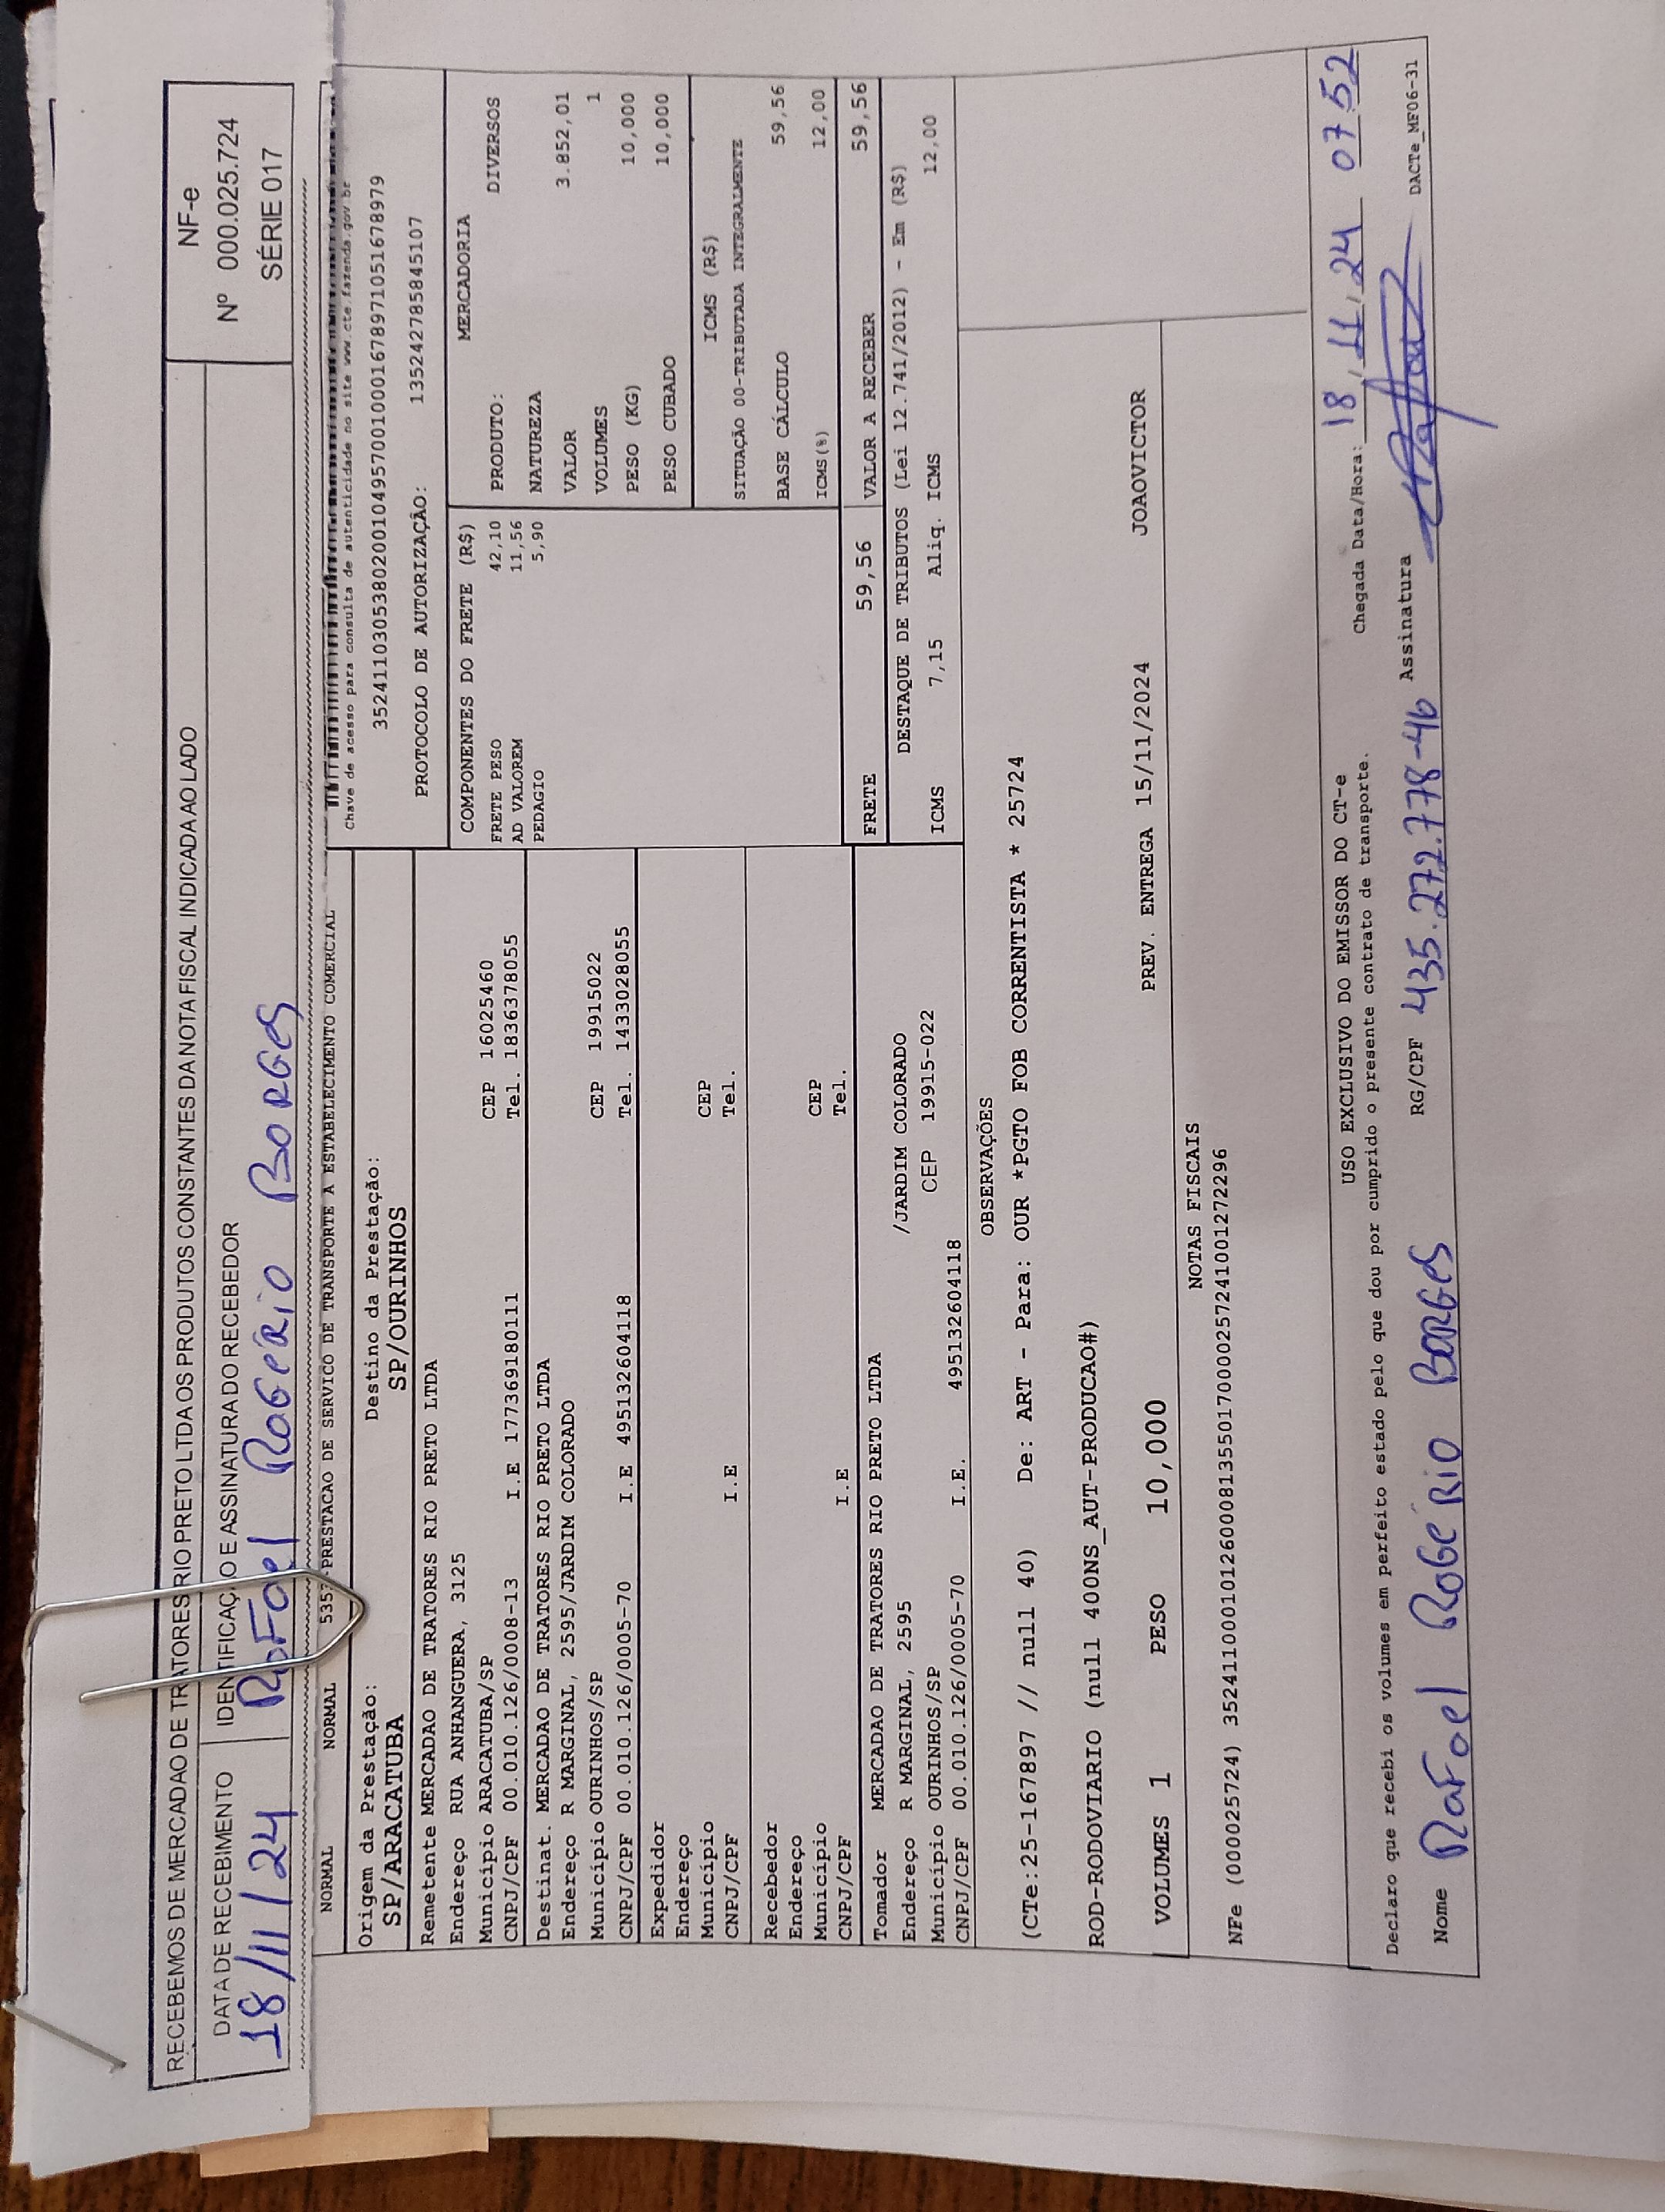 RECEBEMOS DE MERCADAO DE TRATORES RIO PRETO LTDA OS PRODUTOS CONSTANTES DA NOTA FISCAL INDICADA AO LADO
DATA DE RECEBIMENTO
18/11/24
IDENTIFICAÇÃO E ASSINATURA DO RECEBEDOR
Rafael Rogério Borges
NF-e
Nº 000.025.724
SÉRIE 017
NORMAL NORMAL PRESTACAO DE SERVICO DE TRANSPORTE A ESTABELECIMENTO COMERCIAL
Chave de acesso para consulta de autenticidade no site www.cte.fazenda.gov.br
35241103053802001049570010001678971051678979
PROTOCOLO DE AUTORIZAÇÃO: 135242785845107
Origem da Prestação:
SP/ARACATUBA
Destino da Prestação:
SP/OURINHOS
Remetente MERCADAO DE TRATORES RIO PRETO LTDA
Endereço RUA ANHANGUERA, 3125
Município ARACATUBA/SP CEP 16025460
CNPJ/CPF 00.010.126/0008-13 I.E 177369180111 Tel. 1836378055
Destinat. MERCADAO DE TRATORES RIO PRETO LTDA
Endereço R MARGINAL, 2595/JARDIM COLORADO
Município OURINHOS/SP CEP 19915022
CNPJ/CPF 00.010.126/0005-70 I.E 495132604118 Tel. 1433028055
Expedidor
Endereço
Município CEP
CNPJ/CPF I.E Tel.
Recebedor
Endereço
Município CEP
CNPJ/CPF I.E Tel.
Tomador MERCADAO DE TRATORES RIO PRETO LTDA
Endereço R MARGINAL, 2595 /JARDIM COLORADO
Município OURINHOS/SP CEP 19915-022
CNPJ/CPF 00.010.126/0005-70 I.E. 495132604118
COMPONENTES DO FRETE (R$)
FRETE PESO 42,10
AD VALOREM 11,56
PEDAGIO 5,90
MERCADORIA
PRODUTO: DIVERSOS
NATUREZA
VALOR 3.852,01
VOLUMES 1
PESO (KG) 10,000
PESO CUBADO 10,000
ICMS (R$)
SITUAÇÃO 00-TRIBUTADA INTEGRALMENTE
BASE CÁLCULO 59,56
ICMS(%) 12,00
FRETE 59,56 VALOR A RECEBER 59,56
DESTAQUE DE TRIBUTOS (Lei 12.741/2012) - Em (R$)
ICMS 7,15 Aliq. ICMS 12,00
OBSERVAÇÕES
(CTe:25-167897 // null 40) De: ART - Para: OUR *PGTO FOB CORRENTISTA * 25724
ROD-RODOVIARIO (null 400NS_AUT-PRODUCAO#)
VOLUMES 1 PESO 10,000 PREV. ENTREGA 15/11/2024 JOAOVICTOR
NOTAS FISCAIS
NFe (000025724) 35241100010126000813550170000257241001272296
USO EXCLUSIVO DO EMISSOR DO CT-e
Declaro que recebi os volumes em perfeito estado pelo que dou por cumprido o presente contrato de transporte.
Chegada Data/Hora: 18/11/24 07:52
Nome Rafael Rogério Borges RG/CPF 435.272.778-46 Assinatura
DACTe_MF06-31